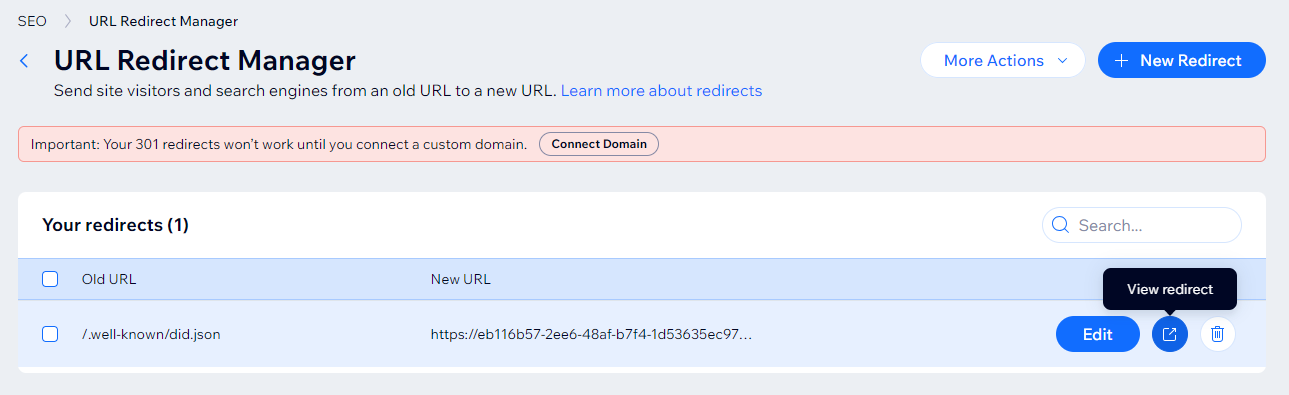 SEO > URL Redirect Manager
URL Redirect Manager
More Actions
+ New Redirect
Send site visitors and search engines from an old URL to a new URL. Learn more about redirects
Important: Your 301 redirects won't work until you connect a custom domain. Connect Domain
Your redirects (1)
Search...
Old URL New URL
View redirect
/.well-known/did.json https://eb116b57-2ee6-48af-b7f4-1d53635ec97... Edit